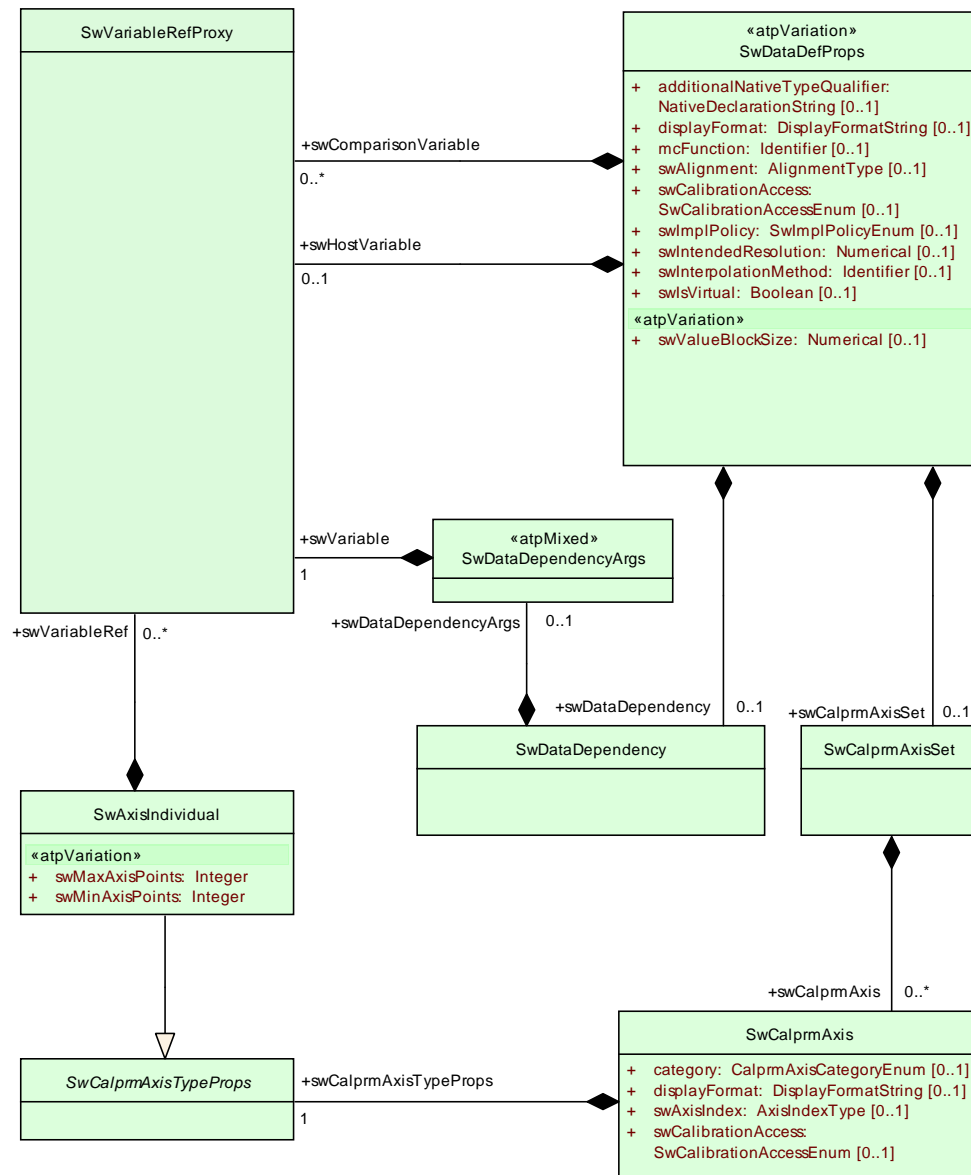 SwVariableRefProxy
«atpVariation»
SwDataDefProps
+ additionalNativeTypeQualifier:
NativeDeclarationString [0..1]
+ displayFormat: DisplayFormatString [0..1]
+ mcFunction: Identifier [0..1]
+ swAlignment: AlignmentType [0..1]
+ swCalibrationAccess:
SwCalibrationAccessEnum [0..1]
+ swImplPolicy: SwImplPolicyEnum [0..1]
+ swIntendedResolution: Numerical [0..1]
+ swInterpolationMethod: Identifier [0..1]
+ swIsVirtual: Boolean [0..1]
«atpVariation»
+ swValueBlockSize: Numerical [0..1]
+swComparisonVariable
0..*
+swHostVariable
0..1
+swVariable
1
«atpMixed»
SwDataDependencyArgs
+swVariableRef
0..*
+swDataDependencyArgs
0..1
+swDataDependency
0..1
+swCalprmAxisSet
0..1
SwDataDependency
SwCalprmAxisSet
SwAxisIndividual
«atpVariation»
+ swMaxAxisPoints: Integer
+ swMinAxisPoints: Integer
+swCalprmAxis
0..*
SwCalprmAxisTypeProps
+swCalprmAxisTypeProps
1
SwCalprmAxis
+ category: CalprmAxisCategoryEnum [0..1]
+ displayFormat: DisplayFormatString [0..1]
+ swAxisIndex: AxisIndexType [0..1]
+ swCalibrationAccess:
SwCalibrationAccessEnum [0..1]